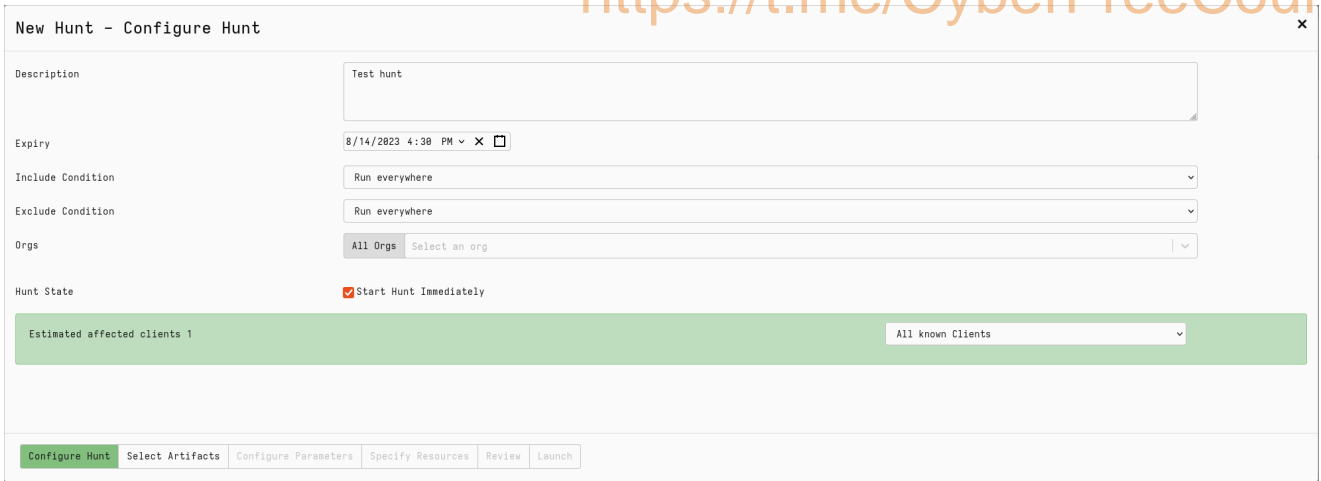 New Hunt – Configure Hunt
Description
Test hunt
Expiry
8/14/2023 4:30 PM
Include Condition
Run everywhere
Exclude Condition
Run everywhere
Orgs
All Orgs Select an org
Hunt State
Start Hunt Immediately
Estimated affected clients 1
All known Clients
Configure Hunt Select Artifacts Configure Parameters Specify Resources Review Launch